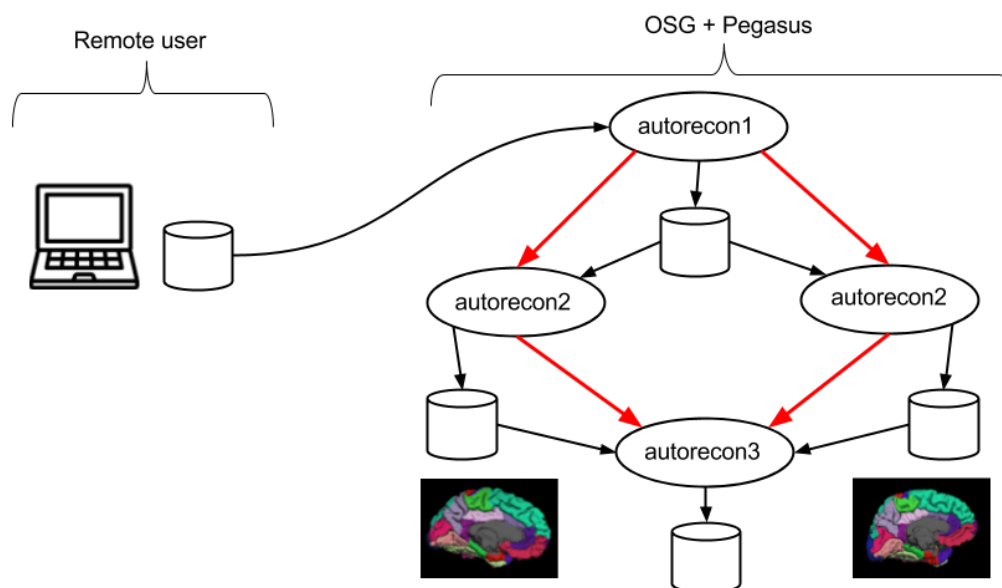 Remote user
OSG + Pegasus
autorecon1
autorecon2
autorecon2
autorecon3